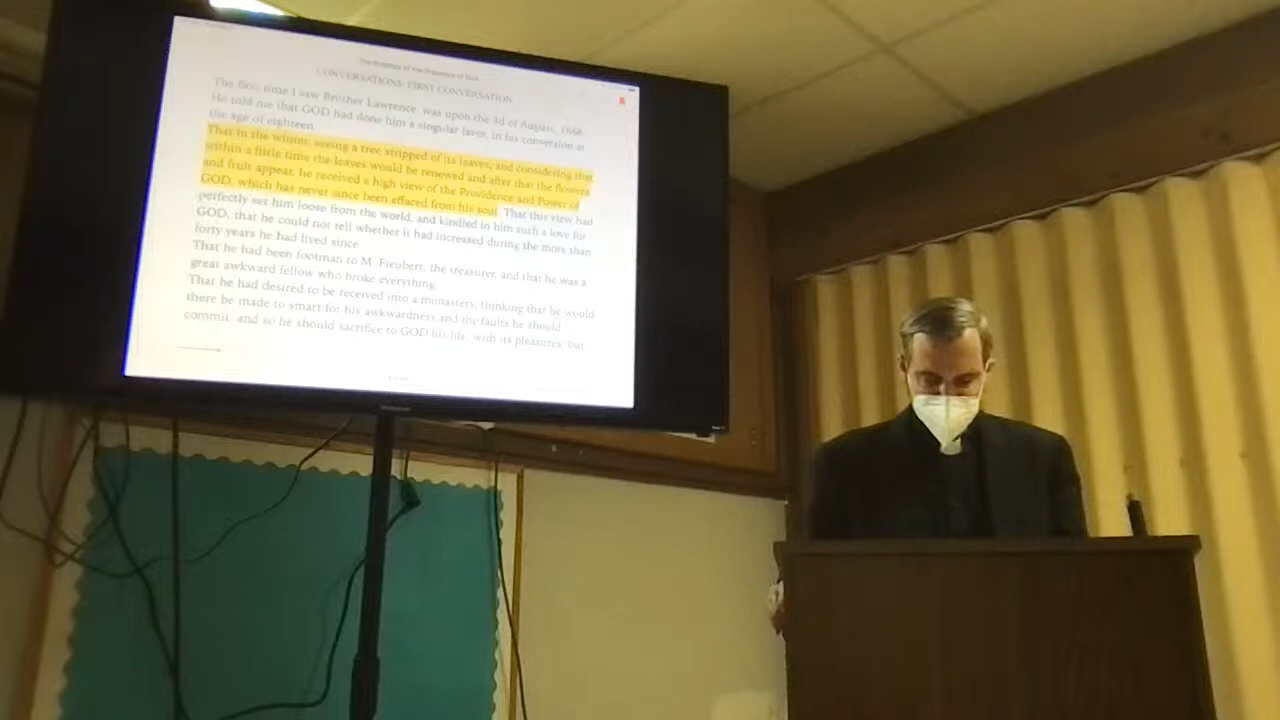 The Practice of the Presence of God
CONVERSATIONS: FIRST CONVERSATION
The first time I saw Brother Lawrence, was upon the 3d of August, 1666.
He told me that GOD had done him a singular favor, in his conversion at
the age of eighteen.
That in the winter, seeing a tree stripped of its leaves, and considering that
within a little time the leaves would be renewed and after that the flowers
and fruit appear, he received a high view of the Providence and Power of
GOD, which has never since been effaced from his soul. That this view had
perfectly set him loose from the world, and kindled in him such a love for
GOD, that he could not tell whether it had increased during the more than
forty years he had lived since.
That he had been footman to M. Fieubert, the treasurer, and that he was a
great awkward fellow who broke everything.
That he had desired to be received into a monastery, thinking that he would
there be made to smart for his awkwardness and the faults he should
commit, and so he should sacrifice to GOD his life, with its pleasures: but